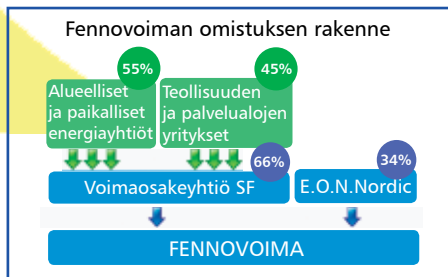 Fennovoiman omistuksen rakenne
55%
45%
Alueelliset
ja paikalliset
energiayhtiöt
Teollisuuden
ja palvelualojen
yritykset
66%
34%
Voimaosakeyhtiö SF
E.O.N.Nordic
FENNOVOIMA